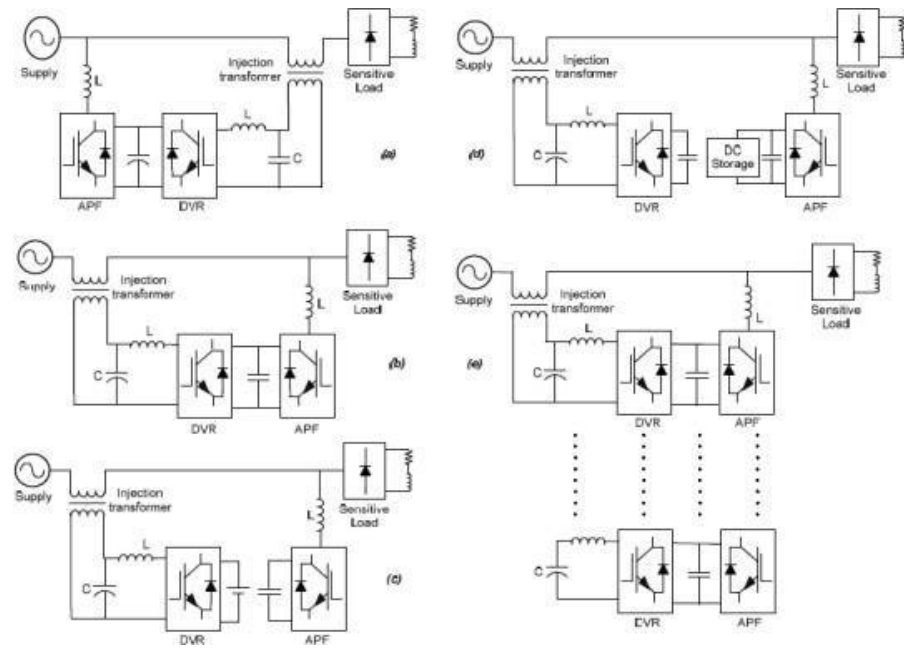 Supply
L
Injection
transformer
Sensitive
Load
L
C
APF
DVR
(a)
Supply
Injection
transformer
L
Sensitive
Load
L
C
DVR
APF
(b)
Supply
Injection
transformer
L
Sensitive
Load
L
C
DVR
APF
(c)
Supply
Injection
transformer
L
Sensitive
Load
L
C
DC
Storage
DVR
APF
(d)
Supply
Injection
transformer
L
Sensitive
Load
L
C
DVR
APF
(e)
C
DVR
APF